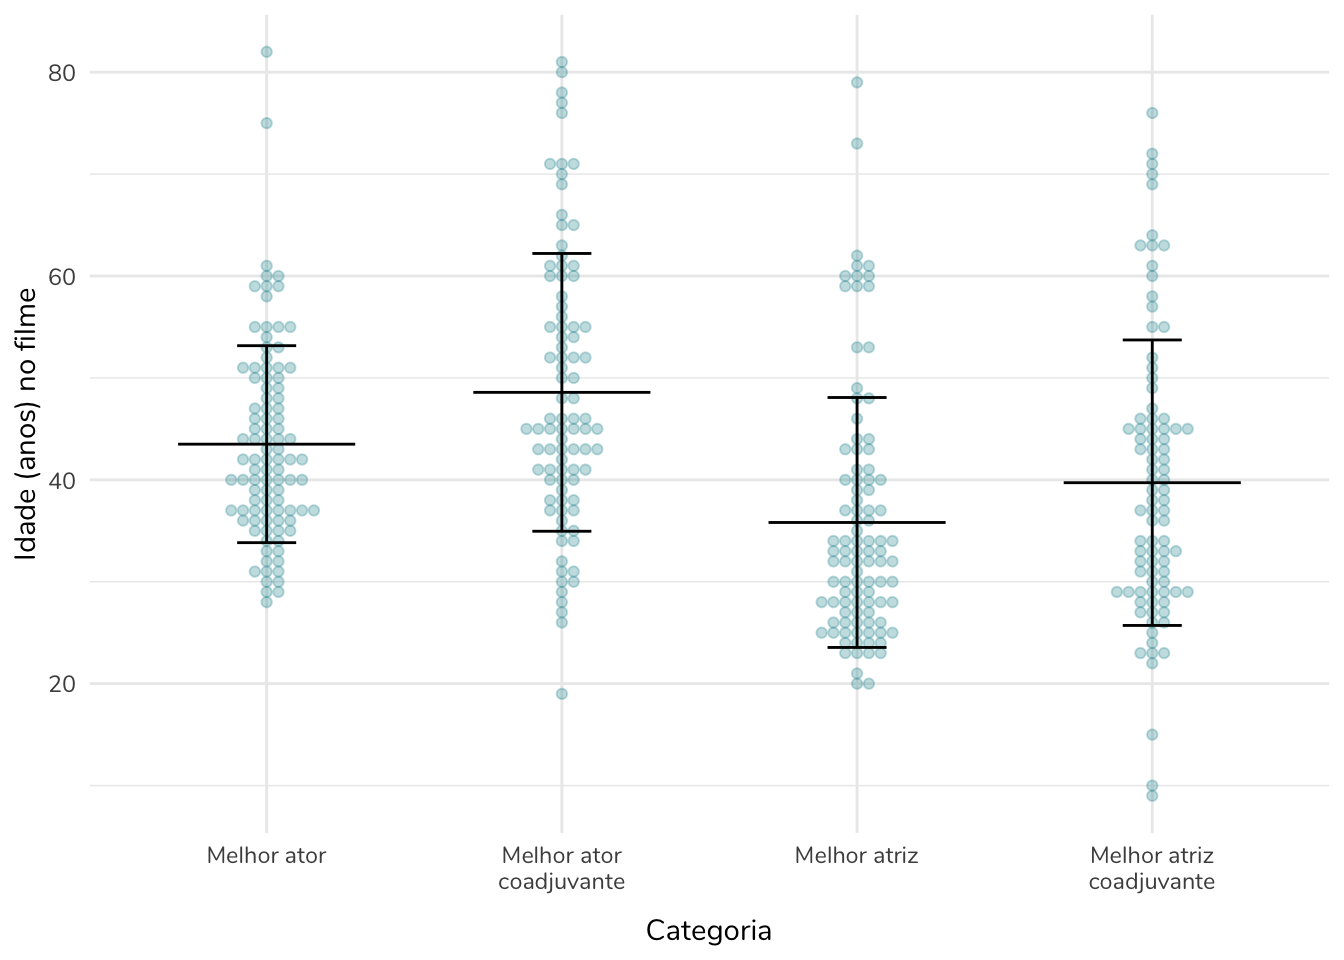 Idade (anos) no filme
80
60
40
20
Melhor ator
Melhor ator
coadjuvante
Melhor atriz
Melhor atriz
coadjuvante
Categoria